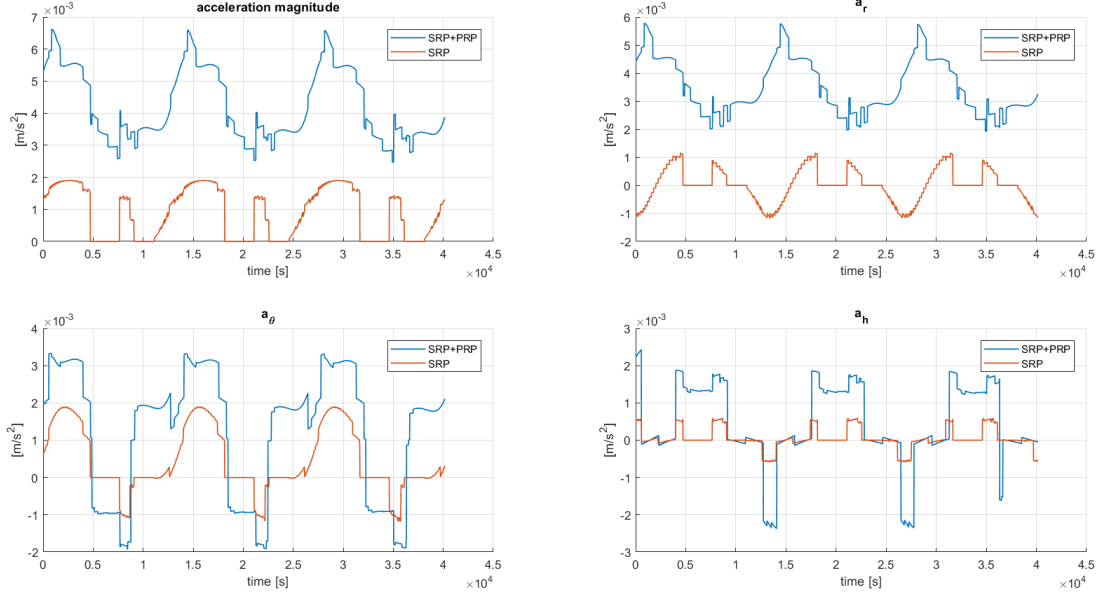 acceleration magnitude
×10⁻³
7
6
5
4
3
2
1
0
[m/s²]
SRP+PRP
SRP
0 0.5 1 1.5 2 2.5 3 3.5 4 4.5
×10⁴
time [s]
a_r
×10⁻³
6
5
4
3
2
1
0
-1
-2
[m/s²]
SRP+PRP
SRP
0 0.5 1 1.5 2 2.5 3 3.5 4 4.5
×10⁴
time [s]
a_θ
×10⁻³
4
3
2
1
0
-1
-2
[m/s²]
SRP+PRP
SRP
0 0.5 1 1.5 2 2.5 3 3.5 4 4.5
×10⁴
time [s]
a_h
×10⁻³
3
2
1
0
-1
-2
-3
[m/s²]
SRP+PRP
SRP
0 0.5 1 1.5 2 2.5 3 3.5 4 4.5
×10⁴
time [s]